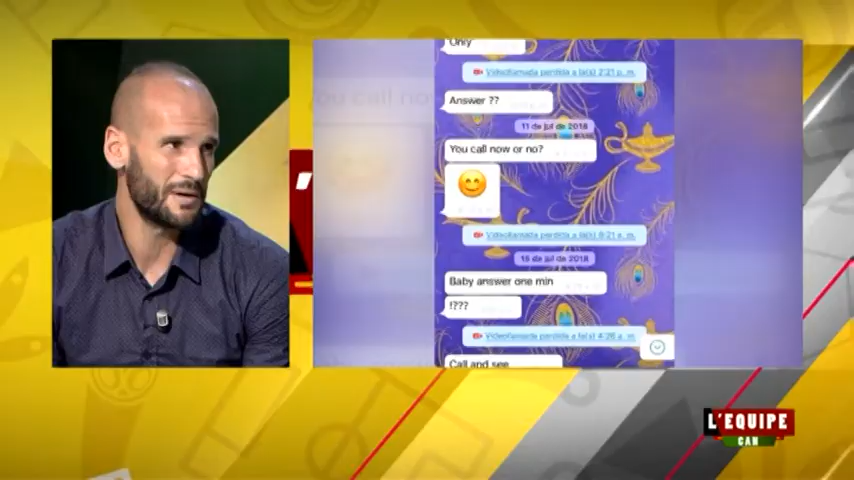 Only
Videollamada perdida a la(s) 2:21 p. m.
Answer ??
11 de jul de 2018
You call now or no?
Videollamada perdida a la(s) 6:21 a. m.
15 de jul de 2018
Baby answer one min
!???
Videollamada perdida a la(s) 4:26 a. m.
Call and see
L'EQUIPE
CAN